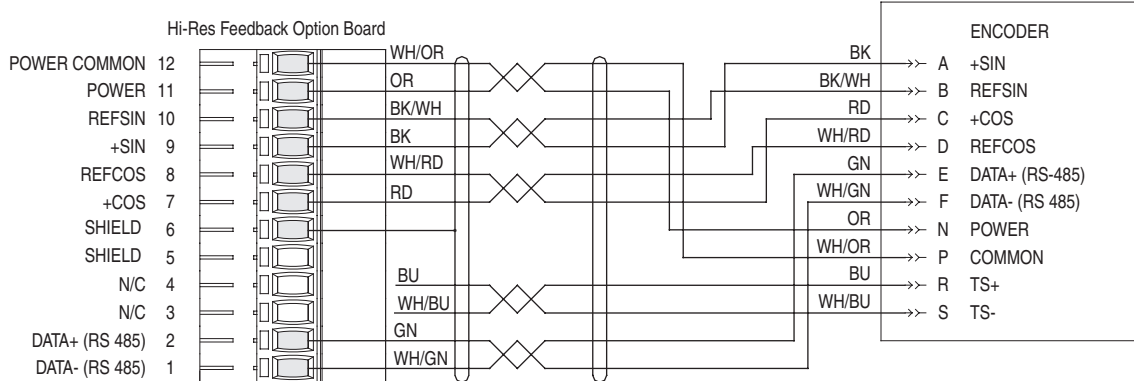 Hi-Res Feedback Option Board
POWER COMMON 12
POWER 11
REFSIN 10
+SIN 9
REFCOS 8
+COS 7
SHIELD 6
SHIELD 5
N/C 4
N/C 3
DATA+ (RS 485) 2
DATA- (RS 485) 1
WH/OR
OR
BK/WH
BK
WH/RD
RD
BU
WH/BU
GN
WH/GN
BK
BK/WH
RD
WH/RD
GN
WH/GN
OR
WH/OR
BU
WH/BU
ENCODER
A +SIN
B REFSIN
C +COS
D REFCOS
E DATA+ (RS-485)
F DATA- (RS 485)
N POWER
P COMMON
R TS+
S TS-